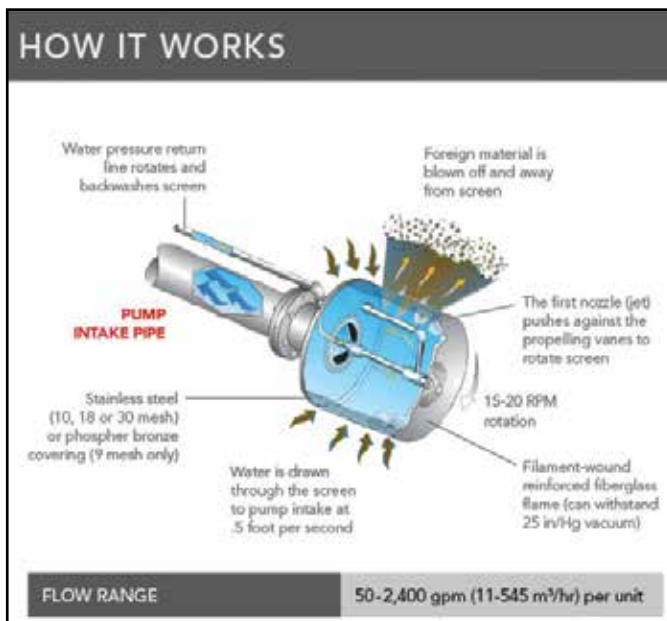 HOW IT WORKS
Water pressure return
line rotates and
backwashes screen
Foreign material is
blown off and away
from screen
PUMP
INTAKE PIPE
The first nozzle (jet)
pushes against the
propelling vanes to
rotate screen
Stainless steel
(10, 18 or 30 mesh)
or phospher bronze
covering (9 mesh only)
15-20 RPM
rotation
Water is drawn
through the screen
to pump intake at
.5 foot per second
Filament-wound
reinforced fiberglass
flame (can withstand
25 in/Hg vacuum)
FLOW RANGE
50-2,400 gpm (11-545 m³/hr) per unit